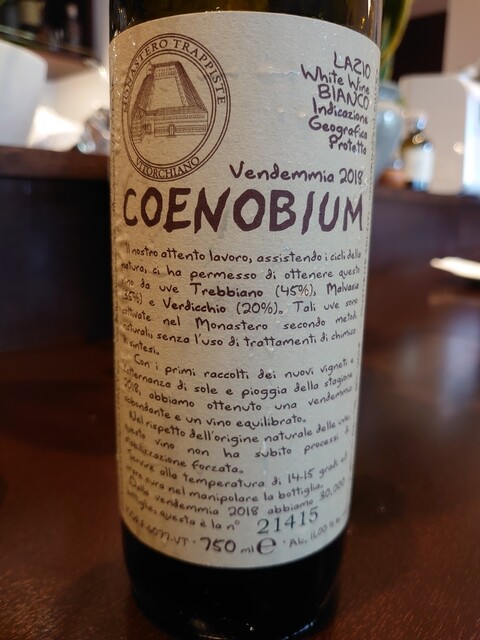 MONASTERO TRAPPISTE
VITORCHIANO
LAZIO
White Wine
BIANCO
Indicazione
Geografica
Protetta
Vendemmia 2018
COENOBIUM
Il nostro attento lavoro, assistendo i cicli della
natura, ci ha permesso di ottenere questo
vino da uve Trebbiano (45%), Malvasia
(35%) e Verdicchio (20%). Tali uve sono
coltivate nel Monastero secondo metodi
naturali, senza l'uso di trattamenti di chimica
di sintesi.
Con i primi raccolti dei nuovi vigneti e
l'alternanza di sole e pioggia della stagione
2018, abbiamo ottenuto una vendemmia
abbondante e un vino equilibrato.
Nel rispetto dell'origine naturale delle uve,
questo vino non ha subito processi di
stabilizzazione forzata.
Servire alla temperatura di 14-15 gradi ed
avere cura nel manipolare la bottiglia.
Dalla vendemmia 2018 abbiamo 80.000
bottiglie, questa è la n° 21415
750 ml e Alc. 11,00 %